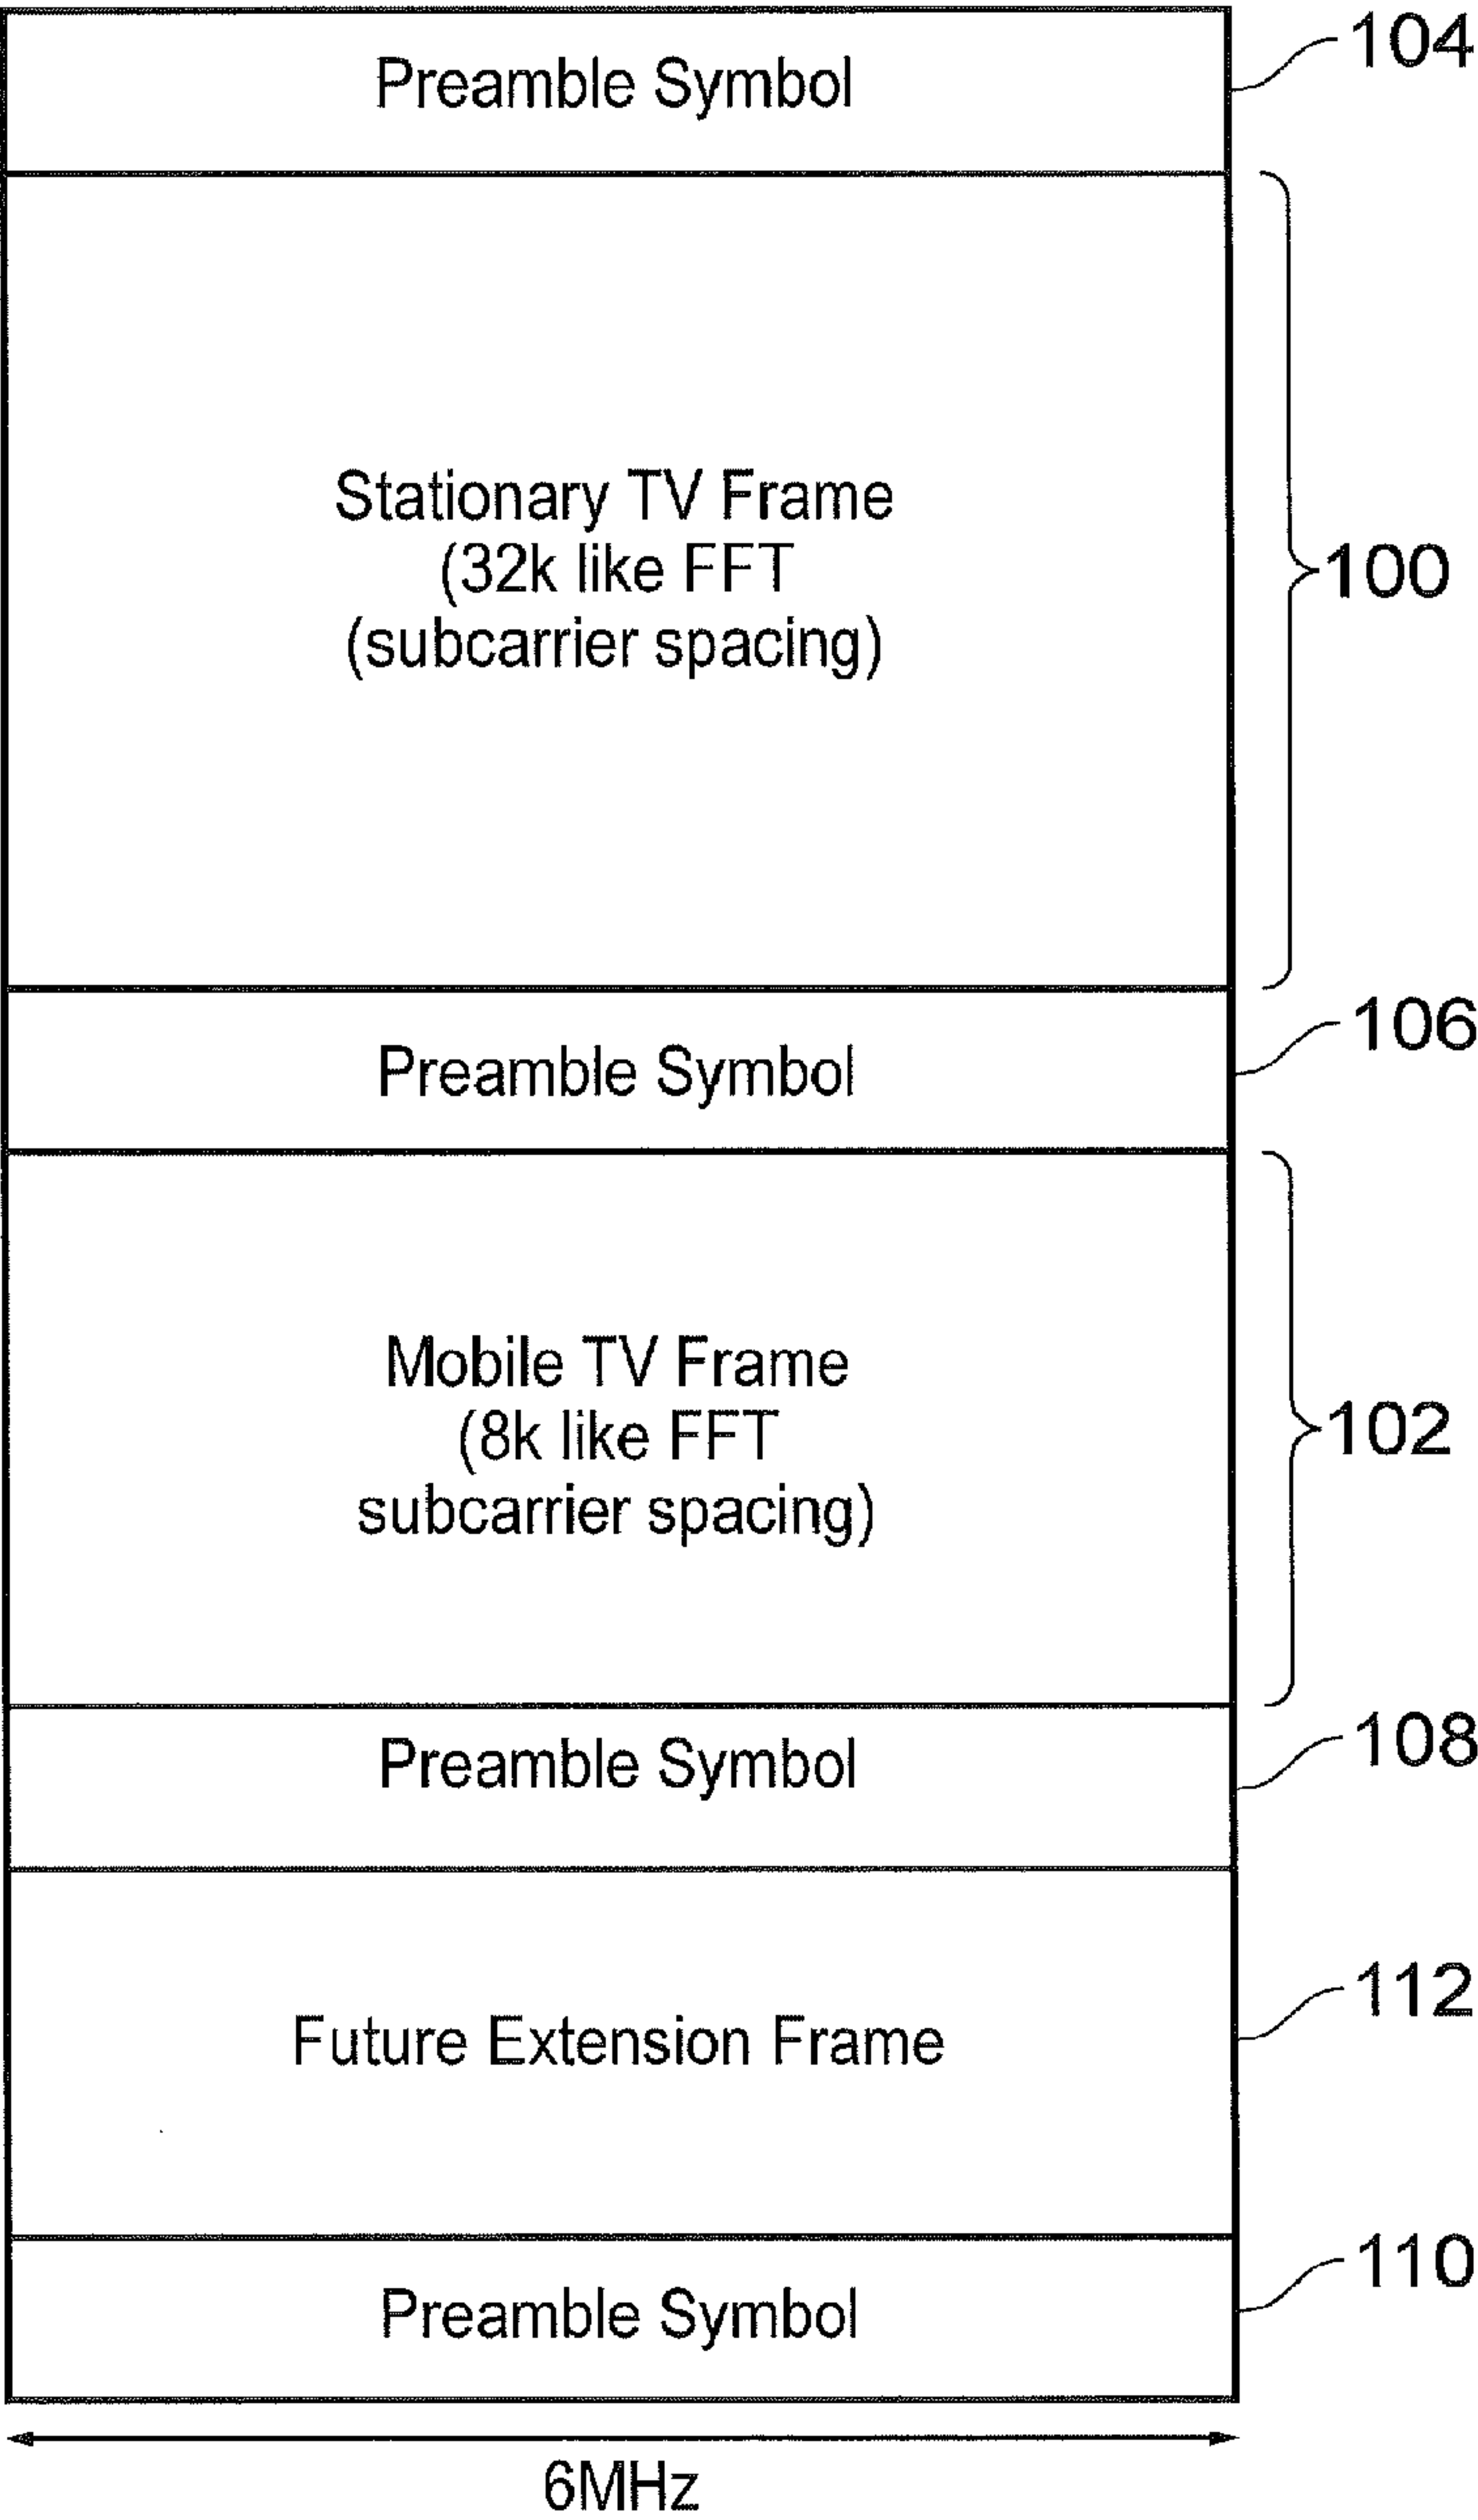 Preamble Symbol
104
Stationary TV Frame
(32k like FFT
(subcarrier spacing)
100
Preamble Symbol
106
Mobile TV Frame
(8k like FFT
subcarrier spacing)
102
Preamble Symbol
108
Future Extension Frame
112
Preamble Symbol
110
6MHz